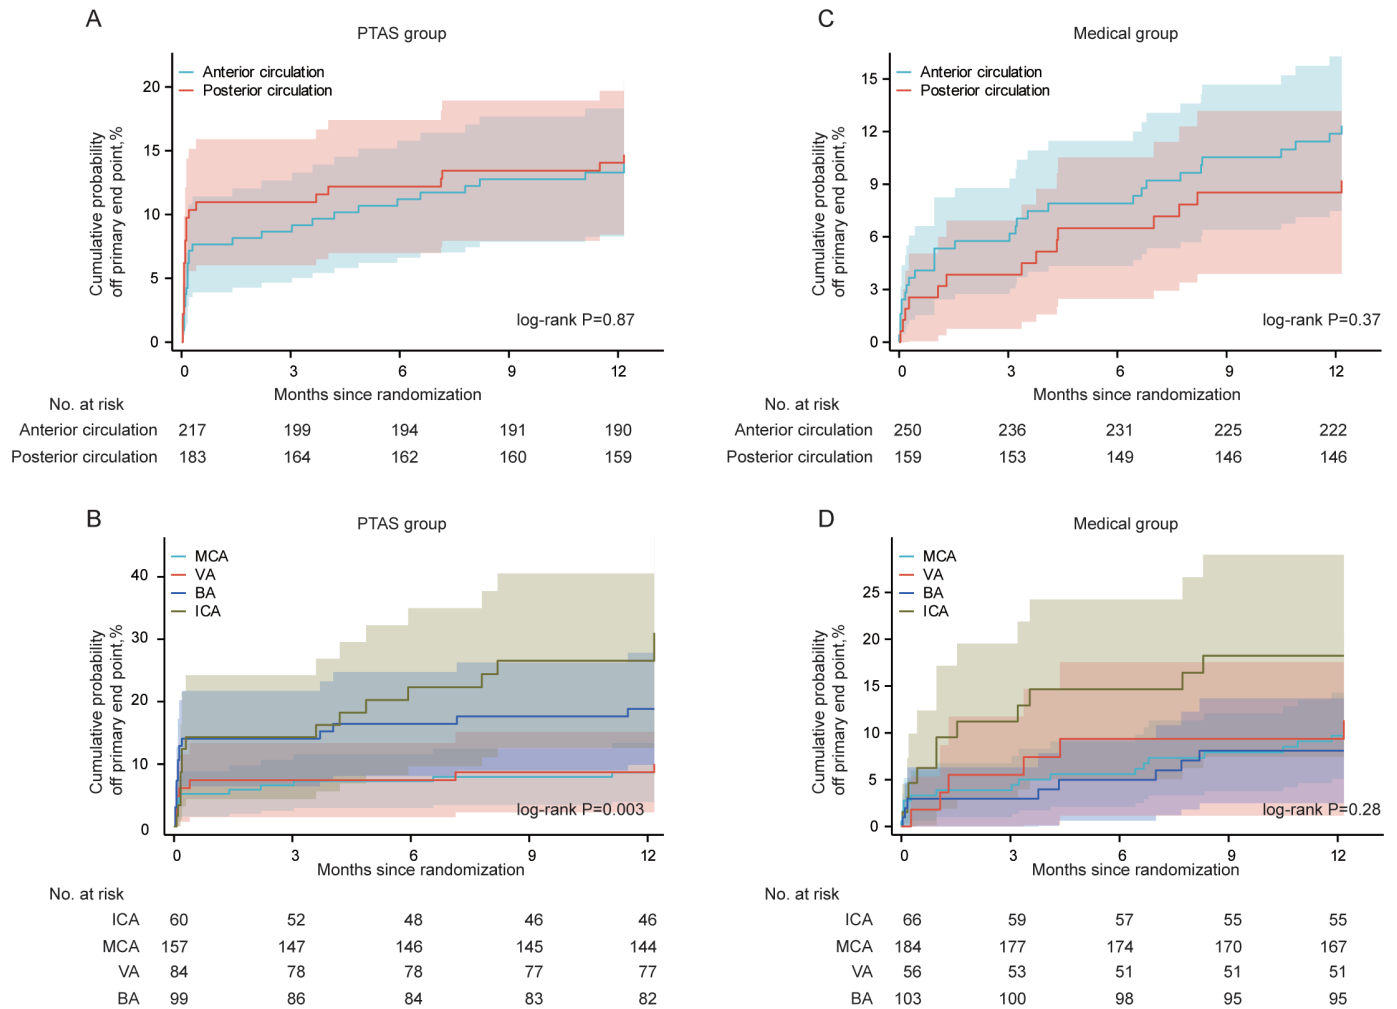 A
PTAS group
Anterior circulation
Posterior circulation
Cumulative probability
off primary end point,%
20
15
10
5
0
log-rank P=0.87
0 3 6 9 12
Months since randomization
No. at risk
Anterior circulation 217 199 194 191 190
Posterior circulation 183 164 162 160 159
C
Medical group
Anterior circulation
Posterior circulation
Cumulative probability
off primary end point,%
15
12
9
6
3
0
log-rank P=0.37
0 3 6 9 12
Months since randomization
No. at risk
Anterior circulation 250 236 231 225 222
Posterior circulation 159 153 149 146 146
B
PTAS group
MCA
VA
BA
ICA
Cumulative probability
off primary end point,%
40
30
20
10
0
log-rank P=0.003
0 3 6 9 12
Months since randomization
No. at risk
ICA 60 52 48 46 46
MCA 157 147 146 145 144
VA 84 78 78 77 77
BA 99 86 84 83 82
D
Medical group
MCA
VA
BA
ICA
Cumulative probability
off primary end point,%
25
20
15
10
5
0
log-rank P=0.28
0 3 6 9 12
Months since randomization
No. at risk
ICA 66 59 57 55 55
MCA 184 177 174 170 167
VA 56 53 51 51 51
BA 103 100 98 95 95